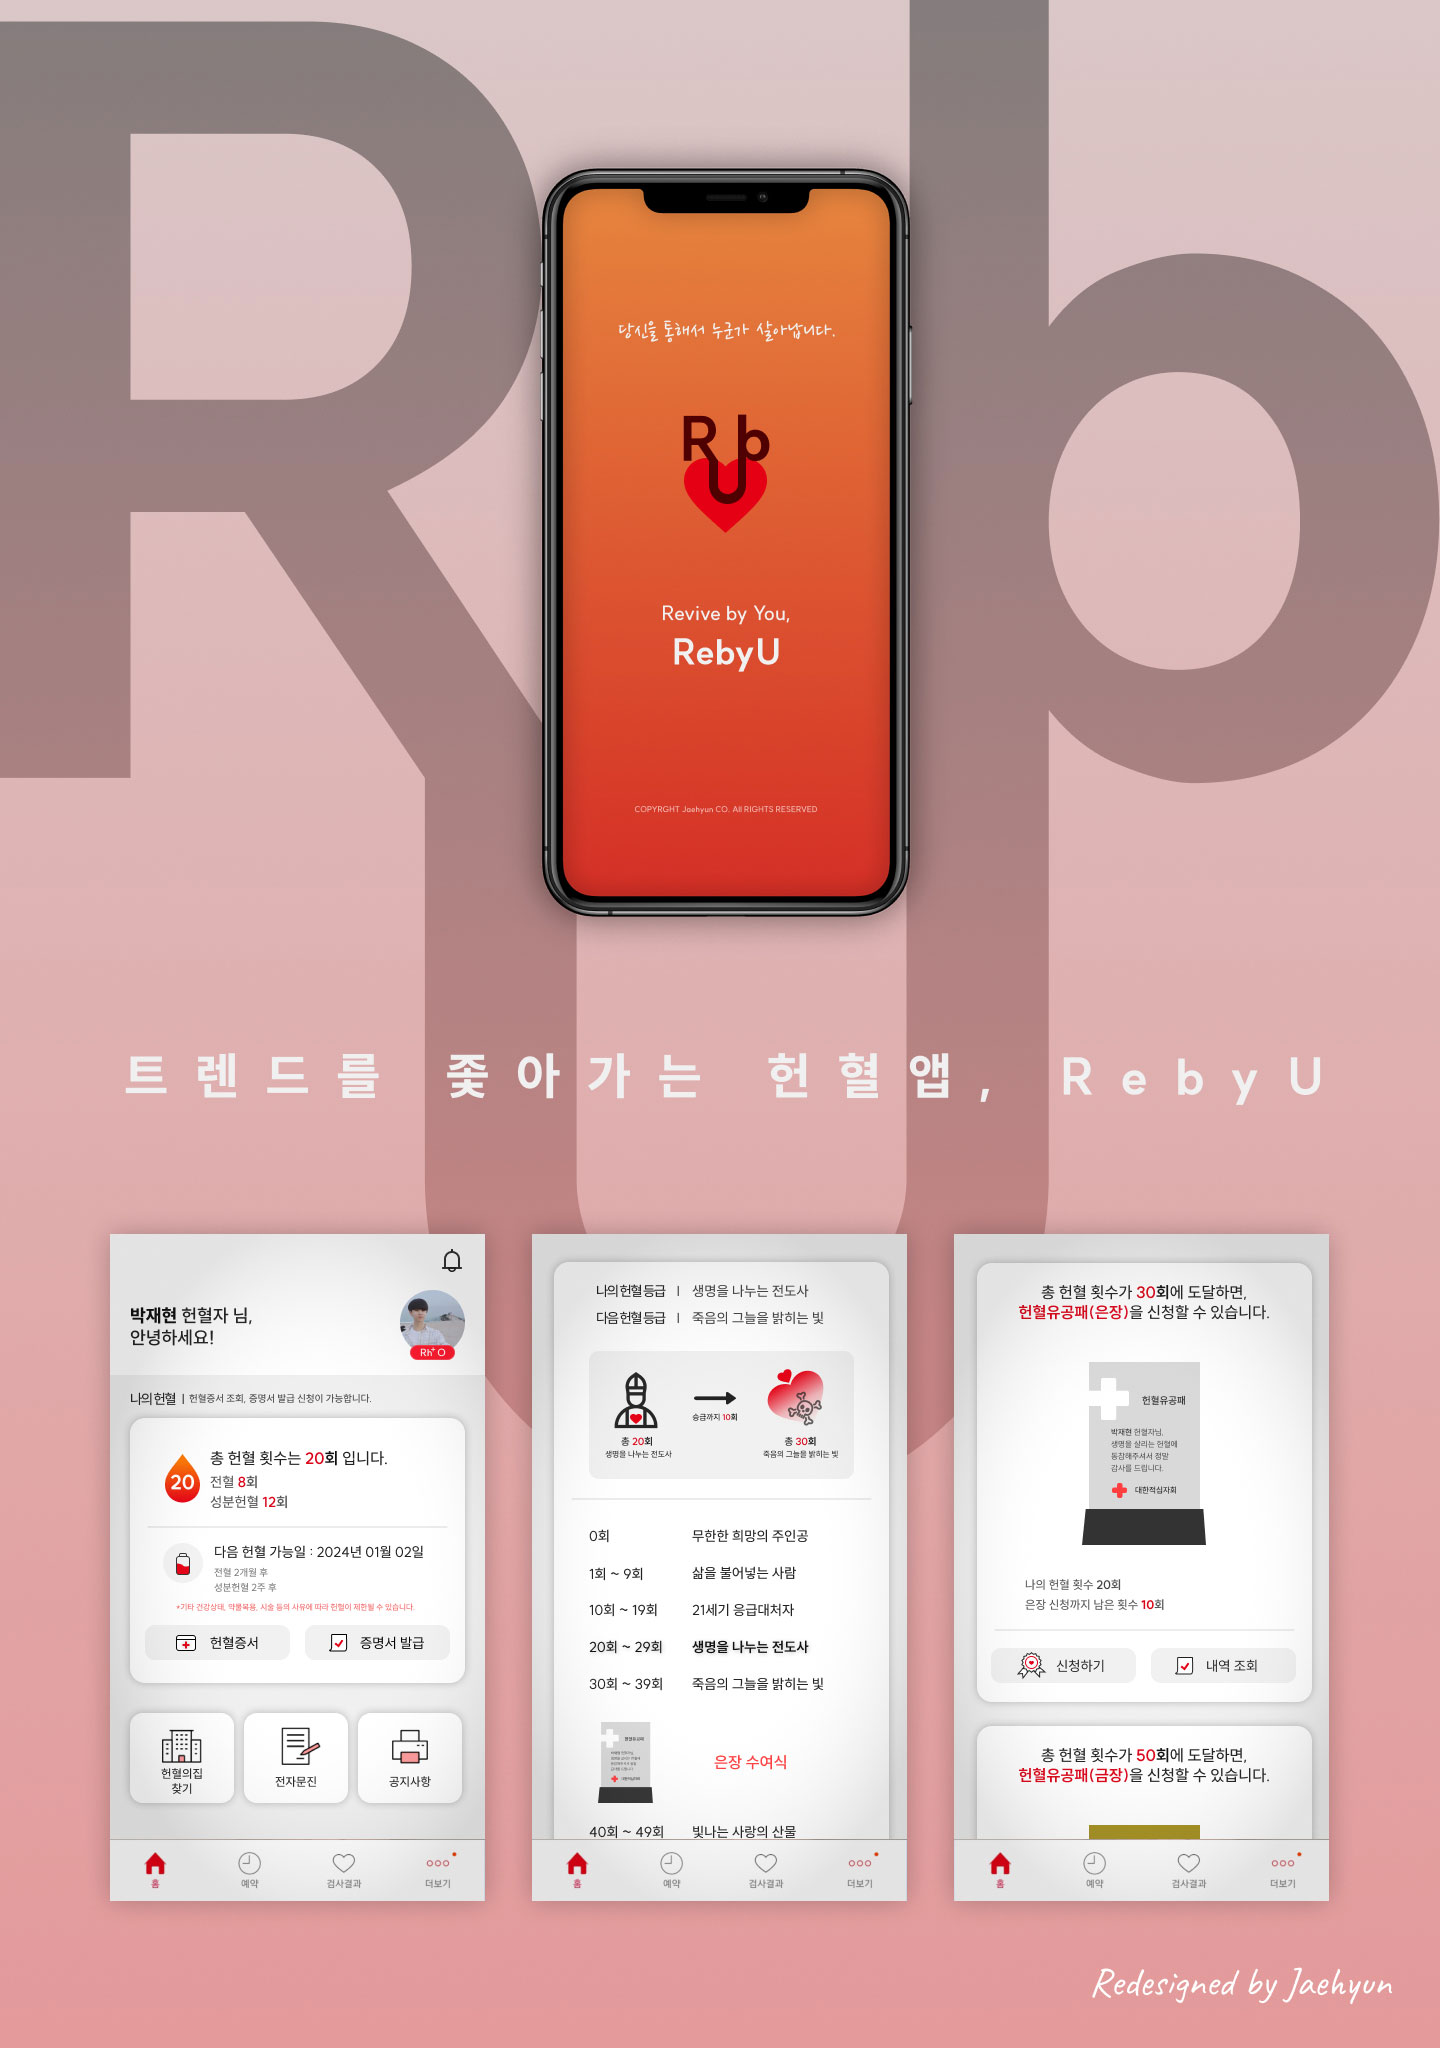 R b
U
당신을 통해서 누군가 살아납니다.
R b
U
Revive by You,
RebyU
COPYRGHT Jaehyun CO. All RIGHTS RESERVED
트렌드를 좇아가는 헌혈앱, RebyU
박재현 헌혈자 님,
안녕하세요!
Rh⁺ O
나의헌혈 | 헌혈증서 조회, 증명서 발급 신청이 가능합니다.
20
총 헌혈 횟수는 20회 입니다.
전혈 8회
성분헌혈 12회
다음 헌혈 가능일 : 2024년 01월 02일
전혈 2개월 후
성분헌혈 2주 후
*기타 건강상태, 약물복용, 시술 등의 사유에 따라 헌혈이 제한될 수 있습니다.
헌혈증서
증명서 발급
헌혈의집
찾기
전자문진
공지사항
홈
예약
검사결과
더보기
나의헌혈등급 | 생명을 나누는 전도사
다음헌혈등급 | 죽음의 그늘을 밝히는 빛
승급까지 10회
총 20회
생명을 나누는 전도사
총 30회
죽음의 그늘을 밝히는 빛
0회 무한한 희망의 주인공
1회 ~ 9회 삶을 불어넣는 사람
10회 ~ 19회 21세기 응급대처자
20회 ~ 29회 생명을 나누는 전도사
30회 ~ 39회 죽음의 그늘을 밝히는 빛
헌혈유공패
대한적십자회
은장 수여식
40회 ~ 49회 빛나는 사랑의 산물
홈
예약
검사결과
더보기
총 헌혈 횟수가 30회에 도달하면,
헌혈유공패(은장)을 신청할 수 있습니다.
헌혈유공패
박재현 헌혈자님,
생명을 살리는 헌혈에
동참해주셔서 정말
감사를 드립니다.
대한적십자회
나의 헌혈 횟수 20회
은장 신청까지 남은 횟수 10회
신청하기
내역 조회
총 헌혈 횟수가 50회에 도달하면,
헌혈유공패(금장)을 신청할 수 있습니다.
홈
예약
검사결과
더보기
Redesigned by Jaehyun